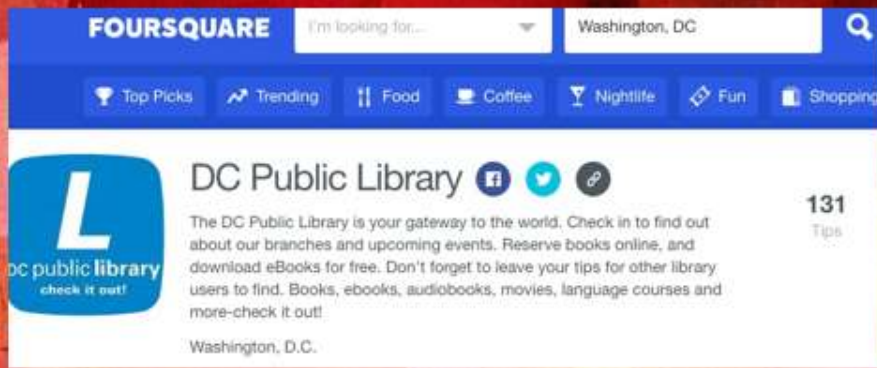 FOURSQUARE
I'm looking for...
Washington, DC
Top Picks
Trending
Food
Coffee
Nightlife
Fun
Shopping
DC Public Library
131
Tips
The DC Public Library is your gateway to the world. Check in to find out
about our branches and upcoming events. Reserve books online, and
download eBooks for free. Don't forget to leave your tips for other library
users to find. Books, ebooks, audiobooks, movies, language courses and
more-check it out!
Washington, D.C.
L
DC public library
check it out!